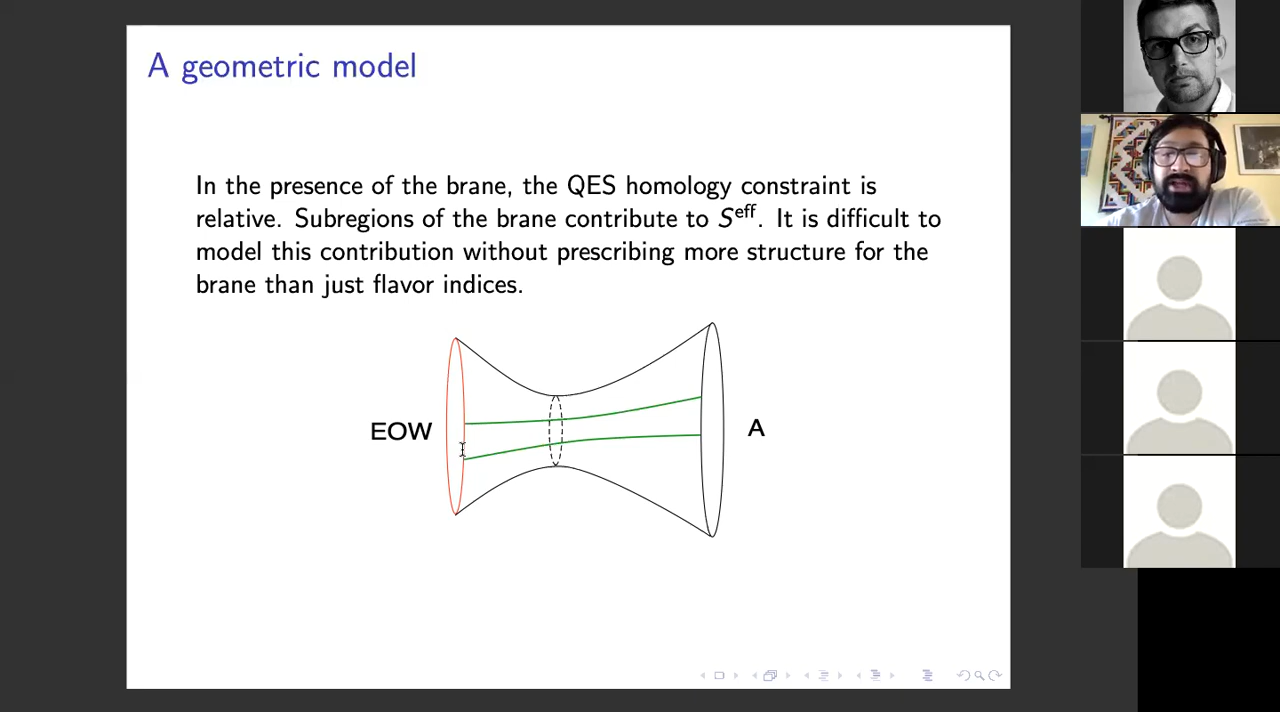 A geometric model
In the presence of the brane, the QES homology constraint is
relative. Subregions of the brane contribute to S^eff. It is difficult to
model this contribution without prescribing more structure for the
brane than just flavor indices.
EOW
A